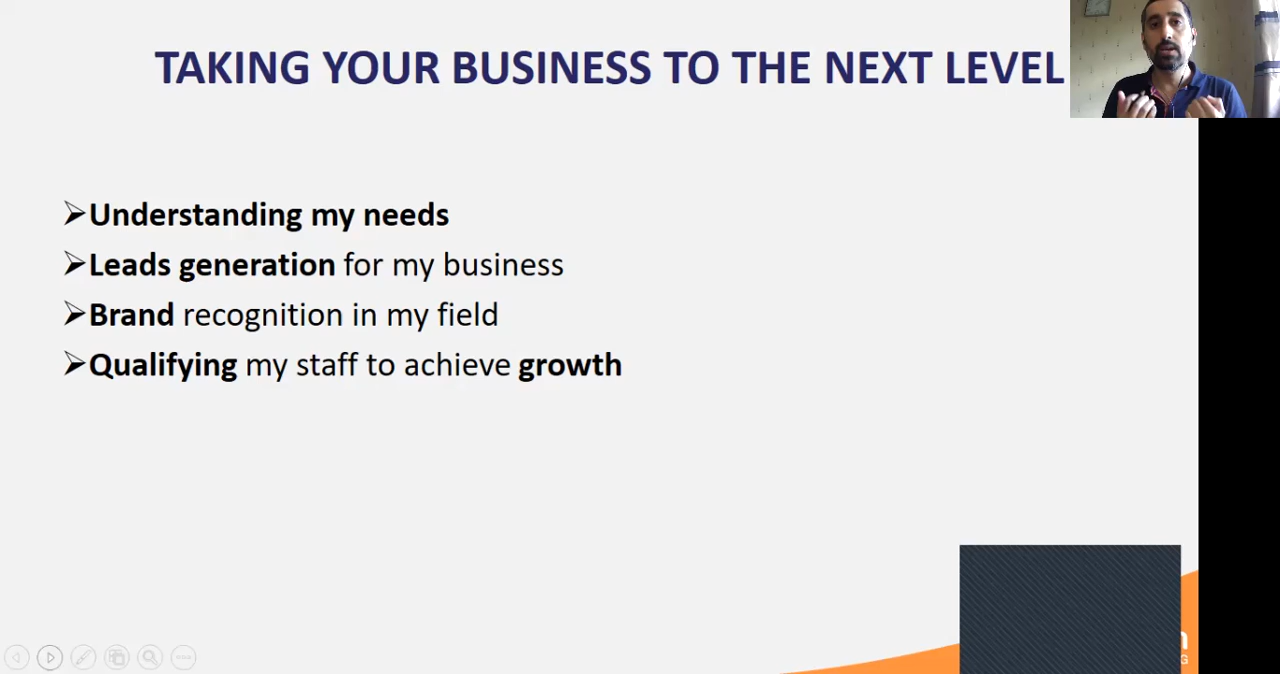 TAKING YOUR BUSINESS TO THE NEXT LEVEL
➢Understanding my needs
➢Leads generation for my business
➢Brand recognition in my field
➢Qualifying my staff to achieve growth